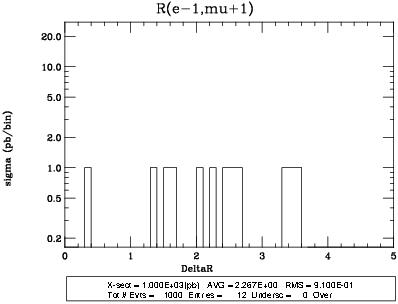 R(e-1,mu+1)
20.0
10.0
5.0
2.0
1.0
0.5
0.2
sigma (pb/bin)
0 1 2 3 4 5
DeltaR
X-sect = 1.000E+03(pb) AVG = 2.267E+00 RMS = 9.100E-01
Tot # Evts = 1000 Entries = 12 Undersc = 0 Over